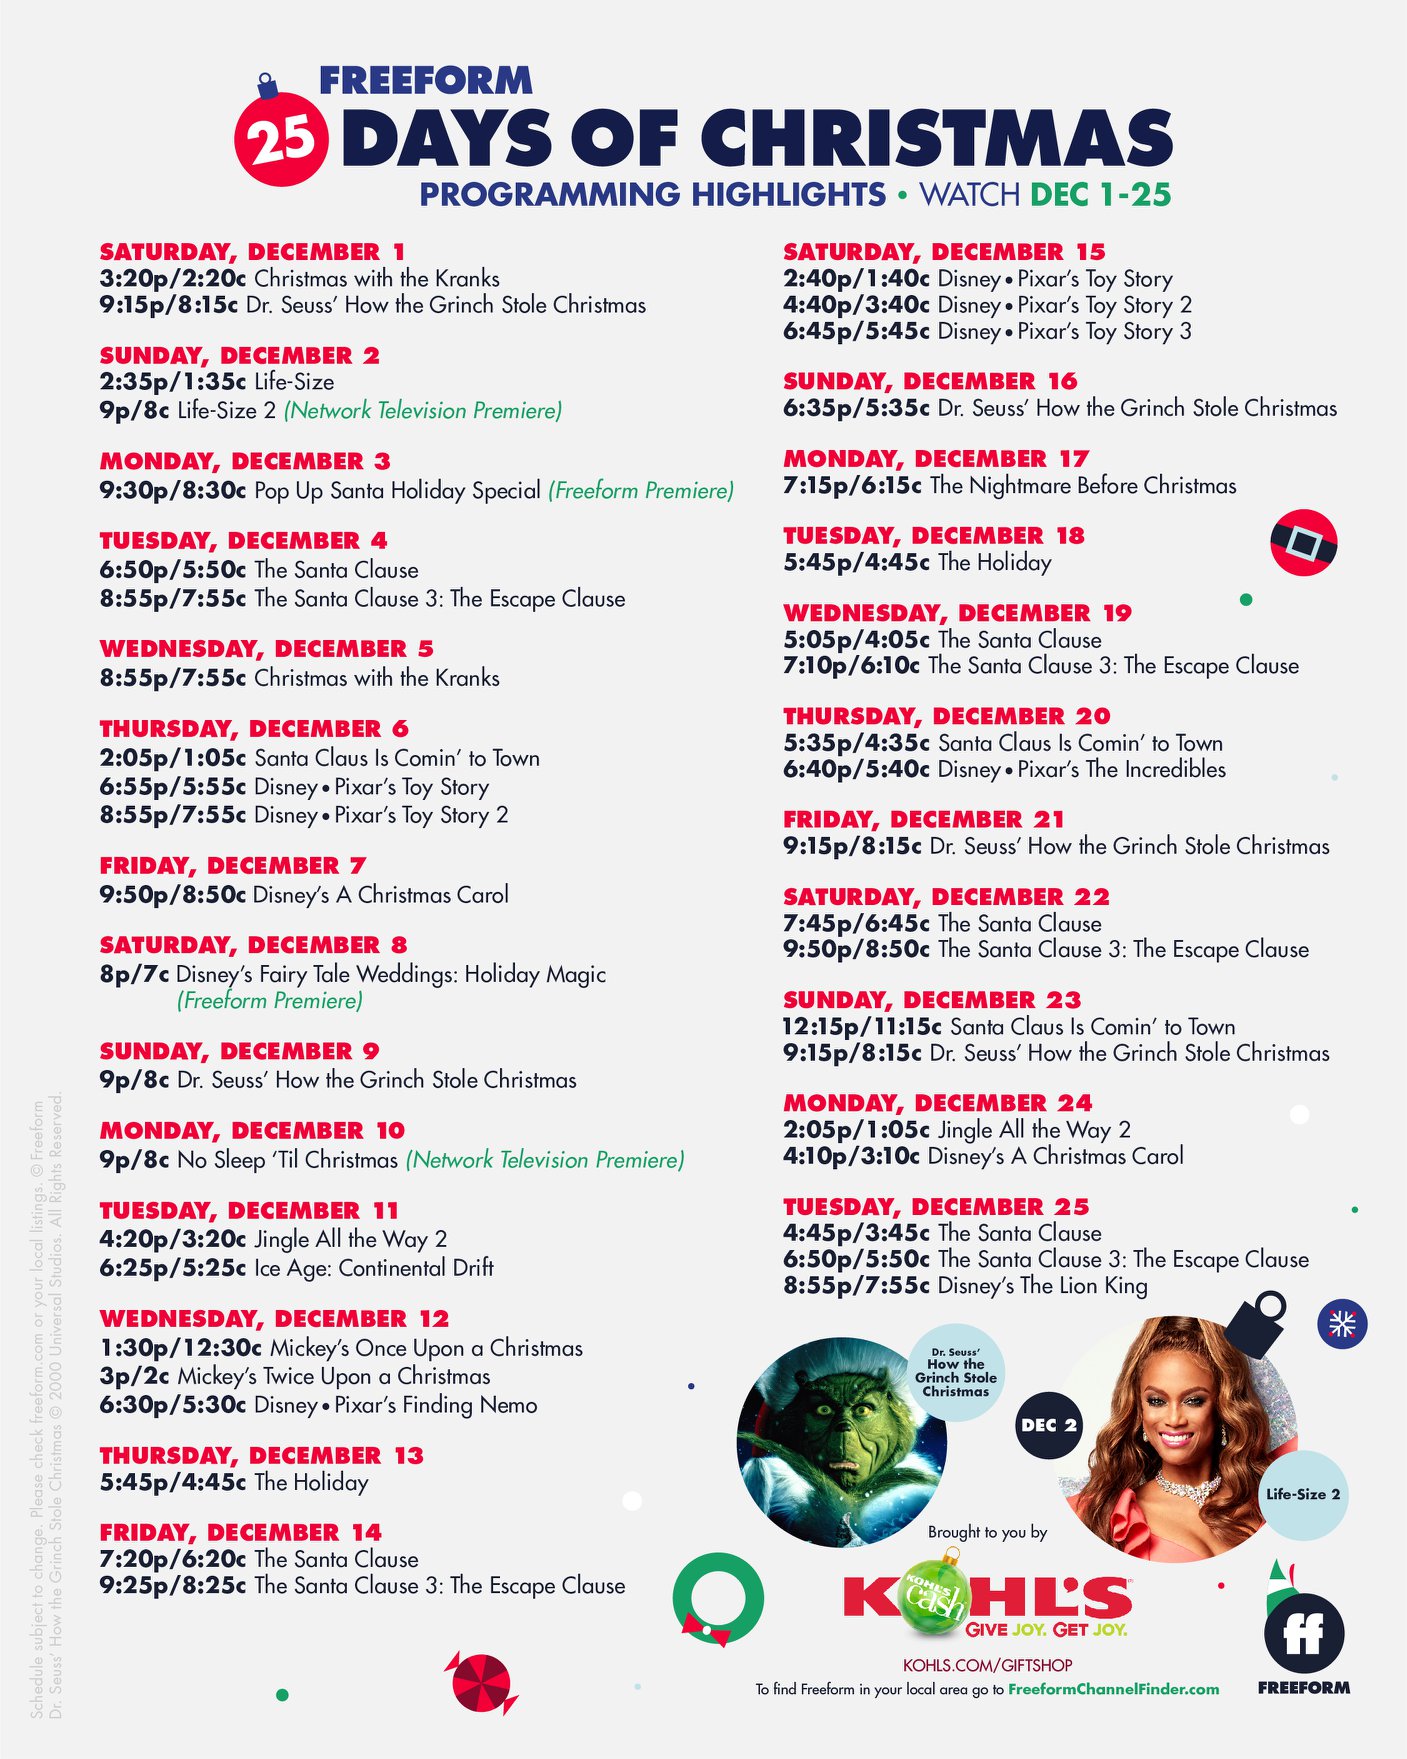 FREEFORM
25 DAYS OF CHRISTMAS
PROGRAMMING HIGHLIGHTS • WATCH DEC 1-25
SATURDAY, DECEMBER 1
3:20p/2:20c Christmas with the Kranks
9:15p/8:15c Dr. Seuss’ How the Grinch Stole Christmas
SUNDAY, DECEMBER 2
2:35p/1:35c Life-Size
9p/8c Life-Size 2 (Network Television Premiere)
MONDAY, DECEMBER 3
9:30p/8:30c Pop Up Santa Holiday Special (Freeform Premiere)
TUESDAY, DECEMBER 4
6:50p/5:50c The Santa Clause
8:55p/7:55c The Santa Clause 3: The Escape Clause
WEDNESDAY, DECEMBER 5
8:55p/7:55c Christmas with the Kranks
THURSDAY, DECEMBER 6
2:05p/1:05c Santa Claus Is Comin’ to Town
6:55p/5:55c Disney•Pixar’s Toy Story
8:55p/7:55c Disney•Pixar’s Toy Story 2
FRIDAY, DECEMBER 7
9:50p/8:50c Disney’s A Christmas Carol
SATURDAY, DECEMBER 8
8p/7c Disney’s Fairy Tale Weddings: Holiday Magic
(Freeform Premiere)
SUNDAY, DECEMBER 9
9p/8c Dr. Seuss’ How the Grinch Stole Christmas
MONDAY, DECEMBER 10
9p/8c No Sleep ‘Til Christmas (Network Television Premiere)
TUESDAY, DECEMBER 11
4:20p/3:20c Jingle All the Way 2
6:25p/5:25c Ice Age: Continental Drift
WEDNESDAY, DECEMBER 12
1:30p/12:30c Mickey’s Once Upon a Christmas
3p/2c Mickey’s Twice Upon a Christmas
6:30p/5:30c Disney•Pixar’s Finding Nemo
THURSDAY, DECEMBER 13
5:45p/4:45c The Holiday
FRIDAY, DECEMBER 14
7:20p/6:20c The Santa Clause
9:25p/8:25c The Santa Clause 3: The Escape Clause
SATURDAY, DECEMBER 15
2:40p/1:40c Disney•Pixar’s Toy Story
4:40p/3:40c Disney•Pixar’s Toy Story 2
6:45p/5:45c Disney•Pixar’s Toy Story 3
SUNDAY, DECEMBER 16
6:35p/5:35c Dr. Seuss’ How the Grinch Stole Christmas
MONDAY, DECEMBER 17
7:15p/6:15c The Nightmare Before Christmas
TUESDAY, DECEMBER 18
5:45p/4:45c The Holiday
WEDNESDAY, DECEMBER 19
5:05p/4:05c The Santa Clause
7:10p/6:10c The Santa Clause 3: The Escape Clause
THURSDAY, DECEMBER 20
5:35p/4:35c Santa Claus Is Comin’ to Town
6:40p/5:40c Disney•Pixar’s The Incredibles
FRIDAY, DECEMBER 21
9:15p/8:15c Dr. Seuss’ How the Grinch Stole Christmas
SATURDAY, DECEMBER 22
7:45p/6:45c The Santa Clause
9:50p/8:50c The Santa Clause 3: The Escape Clause
SUNDAY, DECEMBER 23
12:15p/11:15c Santa Claus Is Comin’ to Town
9:15p/8:15c Dr. Seuss’ How the Grinch Stole Christmas
MONDAY, DECEMBER 24
2:05p/1:05c Jingle All the Way 2
4:10p/3:10c Disney’s A Christmas Carol
TUESDAY, DECEMBER 25
4:45p/3:45c The Santa Clause
6:50p/5:50c The Santa Clause 3: The Escape Clause
8:55p/7:55c Disney’s The Lion King
Dr. Seuss’
How the
Grinch Stole
Christmas
DEC 2
Life-Size 2
Brought to you by
KOHL’S
KOHL’S
cash
GIVE JOY. GET JOY.
KOHLS.COM/GIFTSHOP
To find Freeform in your local area go to FreeformChannelFinder.com
ff
FREEFORM
Schedule subject to change. Please check freeform.com or your local listings. © Freeform
Dr. Seuss’ How the Grinch Stole Christmas © 2000 Universal Studios. All Rights Reserved.